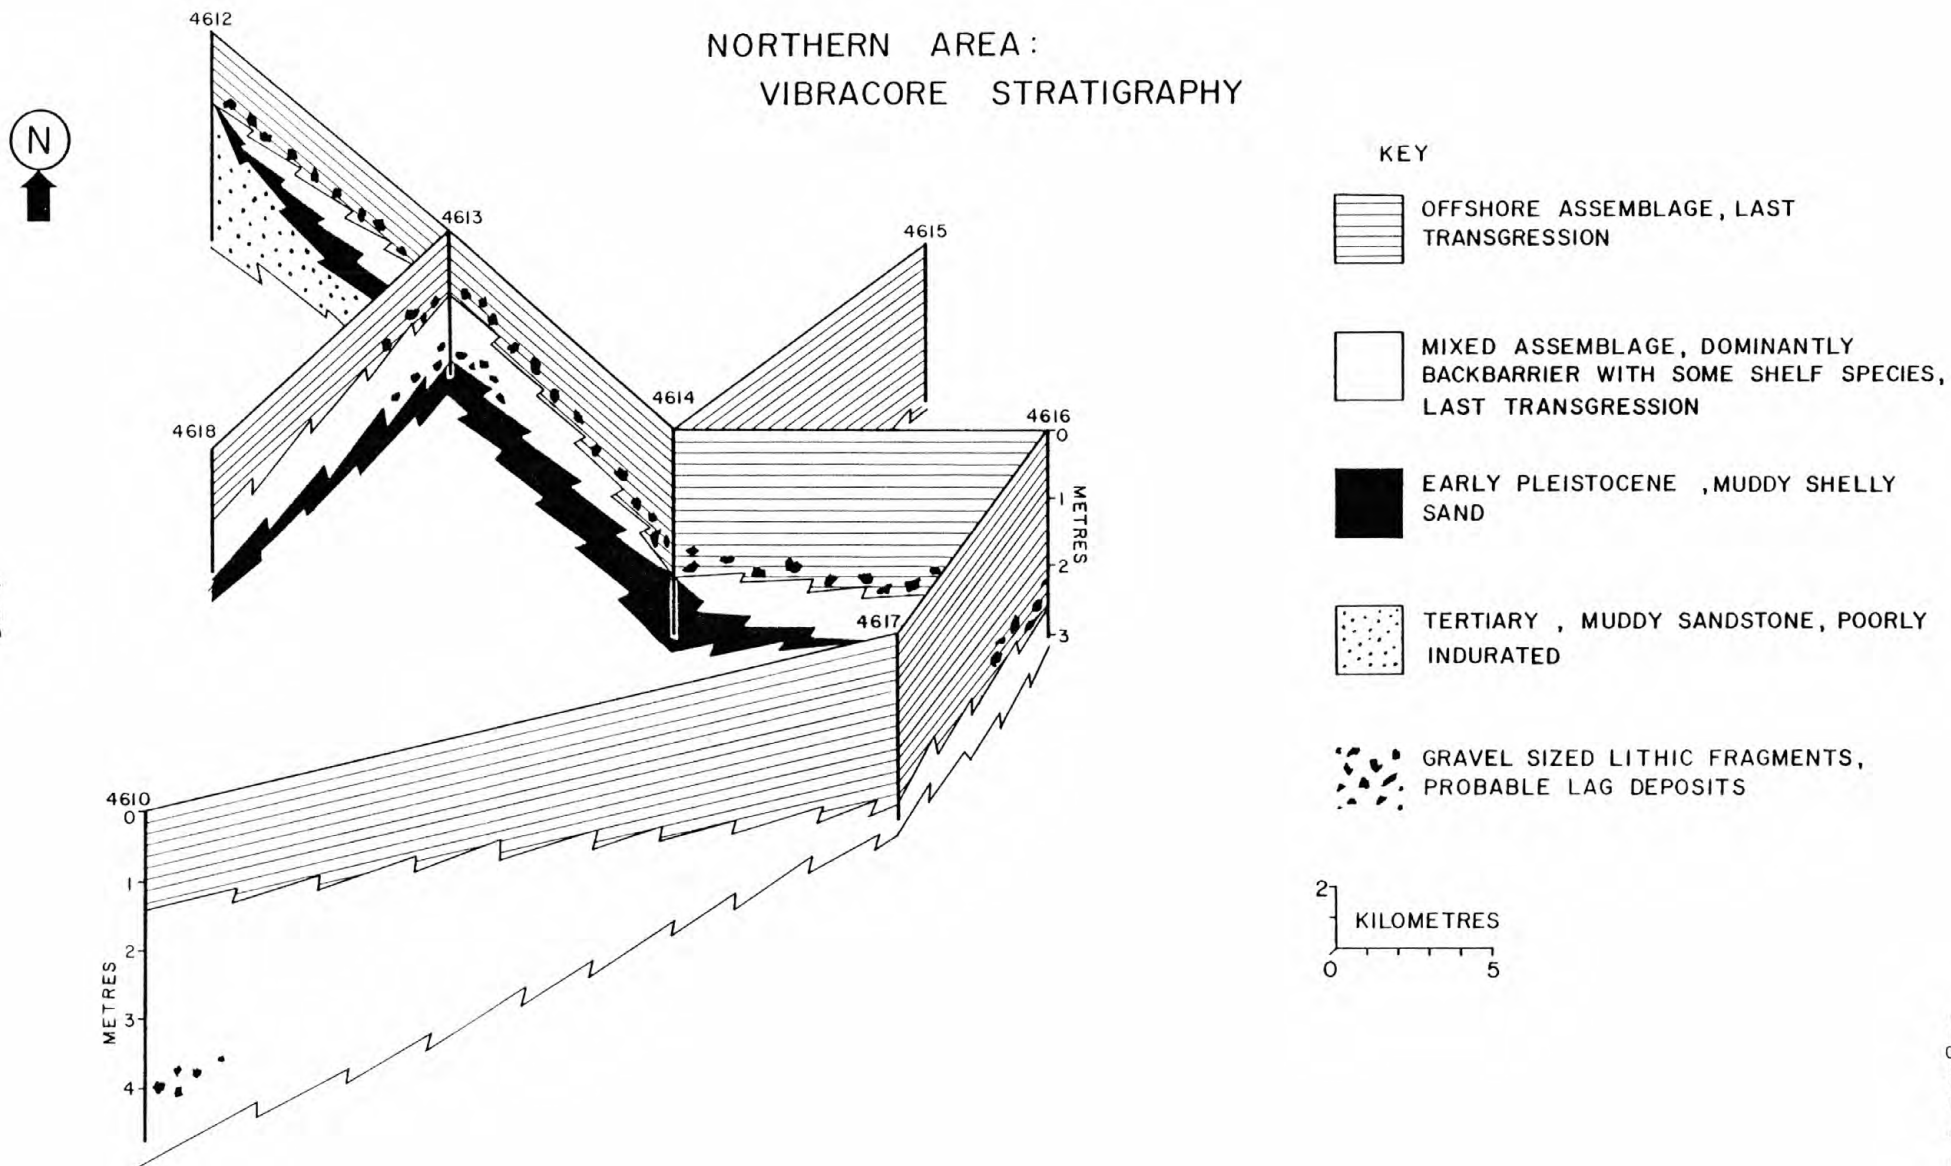 4612
NORTHERN AREA:
VIBRACORE STRATIGRAPHY
N
4613
4615
4614
4616
4618
4617
4610
0
1
2
3
METRES
0
1
2
3
4
METRES
KEY
OFFSHORE ASSEMBLAGE, LAST
TRANSGRESSION
MIXED ASSEMBLAGE, DOMINANTLY
BACKBARRIER WITH SOME SHELF SPECIES,
LAST TRANSGRESSION
EARLY PLEISTOCENE , MUDDY SHELLY
SAND
TERTIARY , MUDDY SANDSTONE, POORLY
INDURATED
GRAVEL SIZED LITHIC FRAGMENTS,
PROBABLE LAG DEPOSITS
2
KILOMETRES
0 5